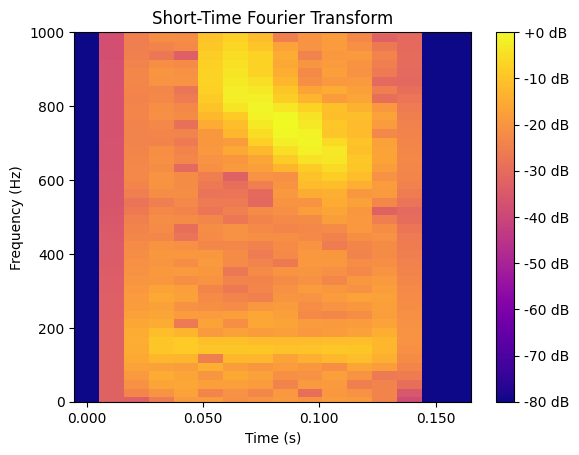 Short-Time Fourier Transform
1000
800
600
400
200
0
Frequency (Hz)
0.000
0.050
0.100
0.150
Time (s)
+0 dB
-10 dB
-20 dB
-30 dB
-40 dB
-50 dB
-60 dB
-70 dB
-80 dB